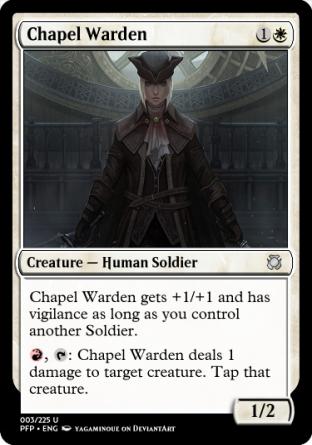 Chapel Warden 1
Creature — Human Soldier
Chapel Warden gets +1/+1 and has
vigilance as long as you control
another Soldier.
: Chapel Warden deals 1
damage to target creature. Tap that
creature.
1/2
003/225 U
PFP • ENG YAGAMINOUE ON DEVIANTART